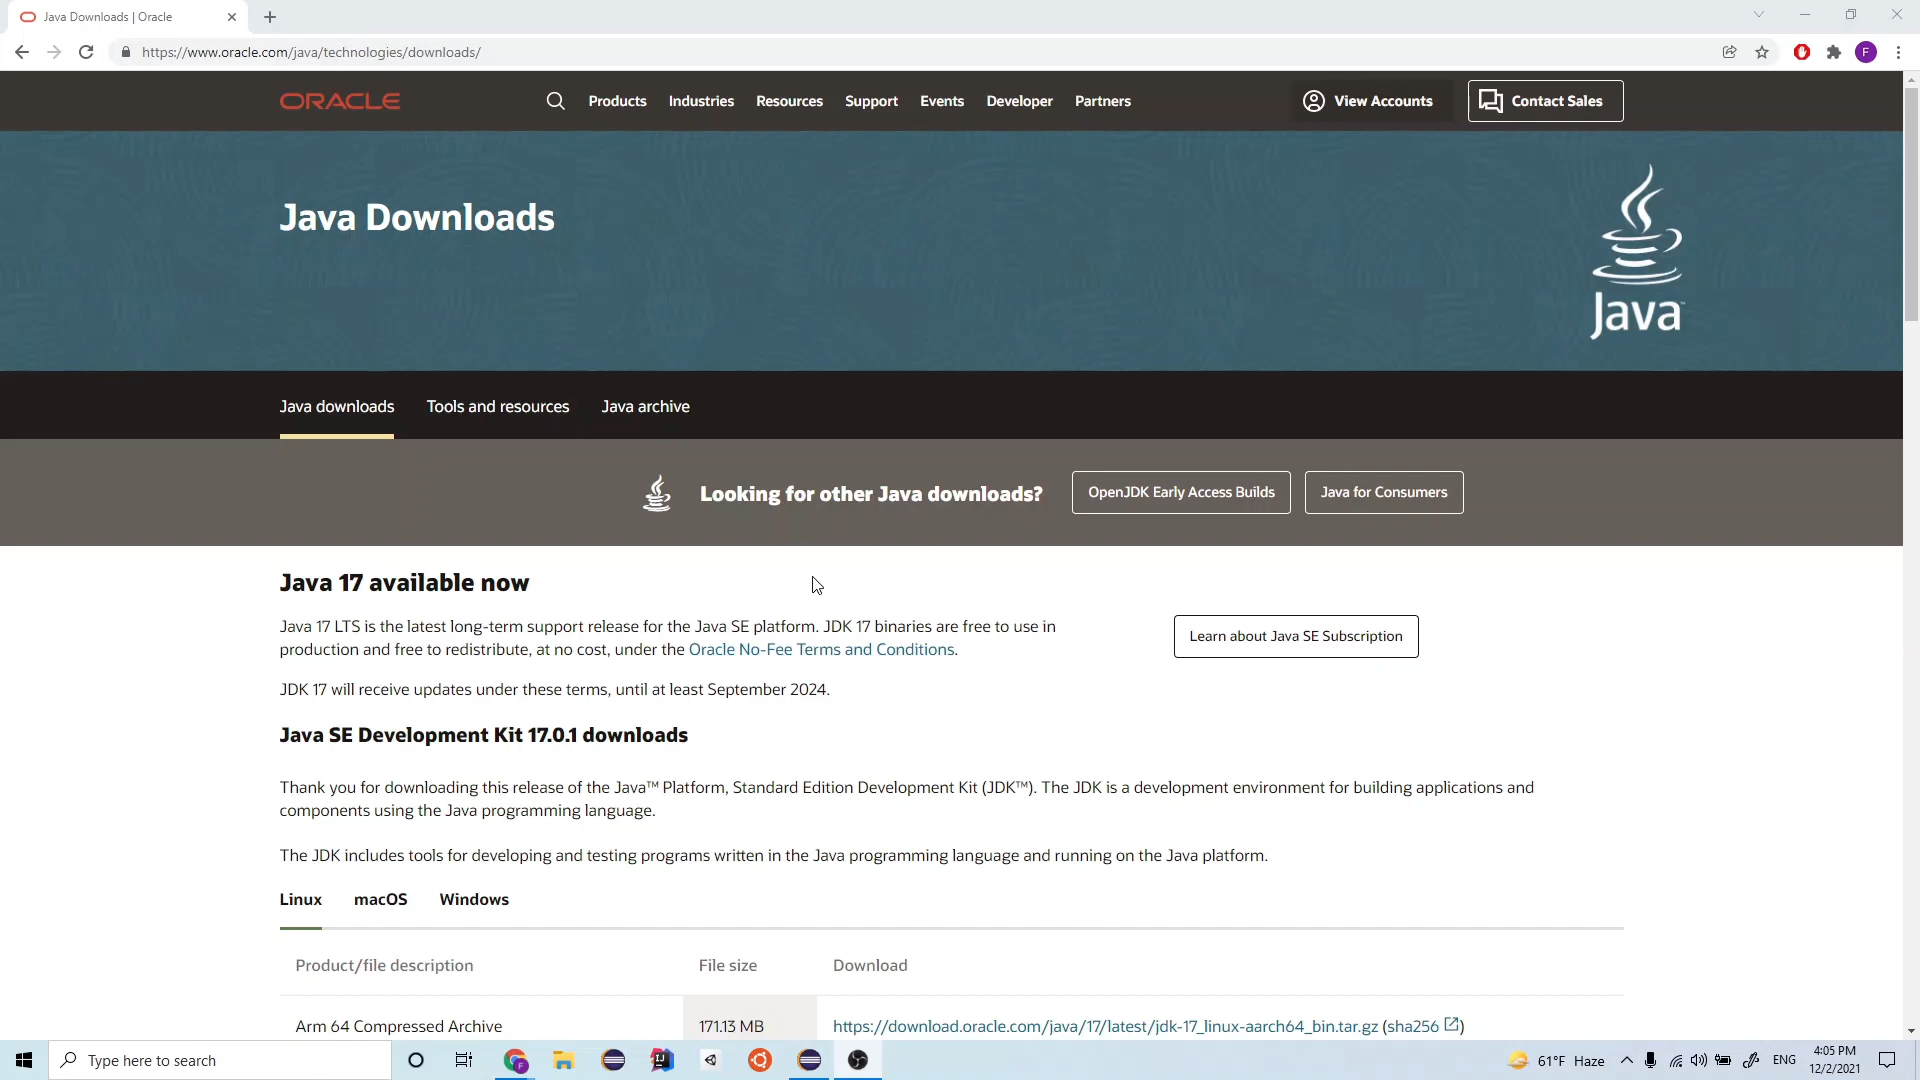 Java Downloads | Oracle
https://www.oracle.com/java/technologies/downloads/
F
ORACLE
Products Industries Resources Support Events Developer Partners
View Accounts
Contact Sales
Java Downloads
Java™
Java downloads Tools and resources Java archive
Looking for other Java downloads?
OpenJDK Early Access Builds
Java for Consumers
Java 17 available now
Java 17 LTS is the latest long-term support release for the Java SE platform. JDK 17 binaries are free to use in
production and free to redistribute, at no cost, under the Oracle No-Fee Terms and Conditions.
Learn about Java SE Subscription
JDK 17 will receive updates under these terms, until at least September 2024.
Java SE Development Kit 17.0.1 downloads
Thank you for downloading this release of the Java™ Platform, Standard Edition Development Kit (JDK™). The JDK is a development environment for building applications and
components using the Java programming language.
The JDK includes tools for developing and testing programs written in the Java programming language and running on the Java platform.
Linux macOS Windows
Product/file description File size Download
Arm 64 Compressed Archive 171.13 MB https://download.oracle.com/java/17/latest/jdk-17_linux-aarch64_bin.tar.gz (sha256)
Type here to search
F
IJ
61°F Haze
ENG
4:05 PM
12/2/2021